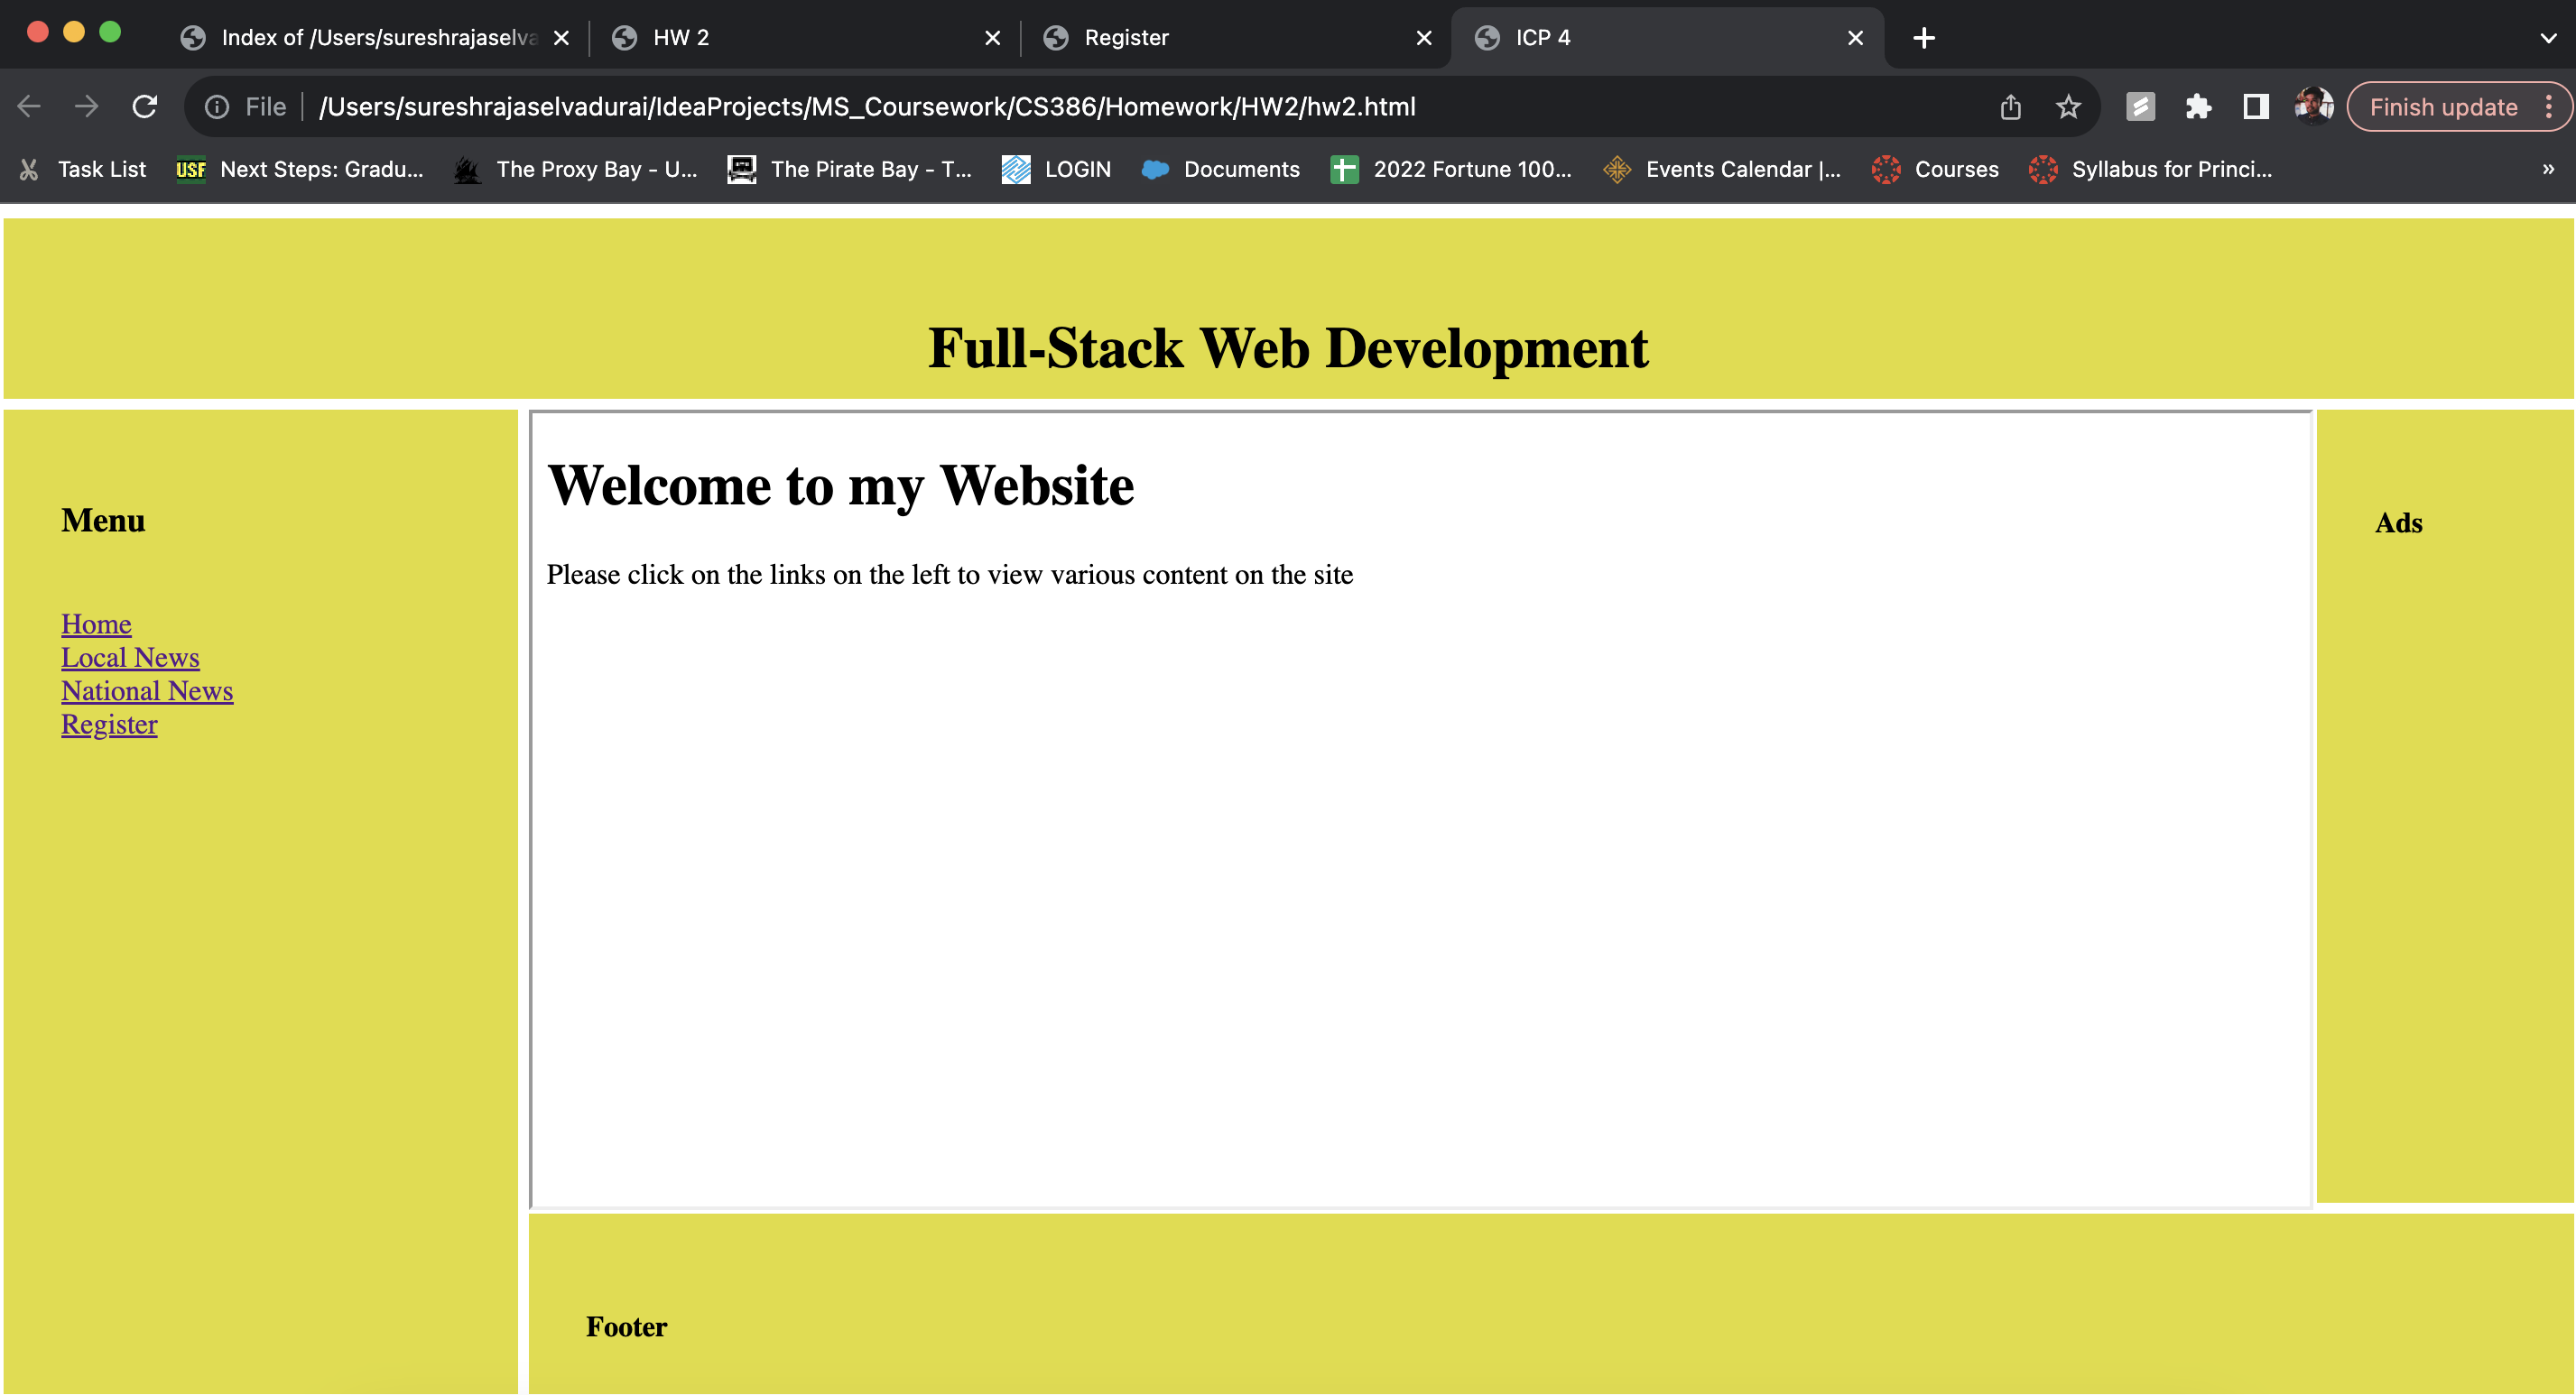 Index of /Users/sureshrajaselva
HW 2
Register
ICP 4
File
/Users/sureshrajaselvadurai/IdeaProjects/MS_Coursework/CS386/Homework/HW2/hw2.html
Finish update
Task List
USF
Next Steps: Gradu...
The Proxy Bay - U...
The Pirate Bay - T...
LOGIN
Documents
2022 Fortune 100...
Events Calendar |...
Courses
Syllabus for Princi...
»
Full-Stack Web Development
Menu
Home
Local News
National News
Register
Welcome to my Website
Please click on the links on the left to view various content on the site
Ads
Footer